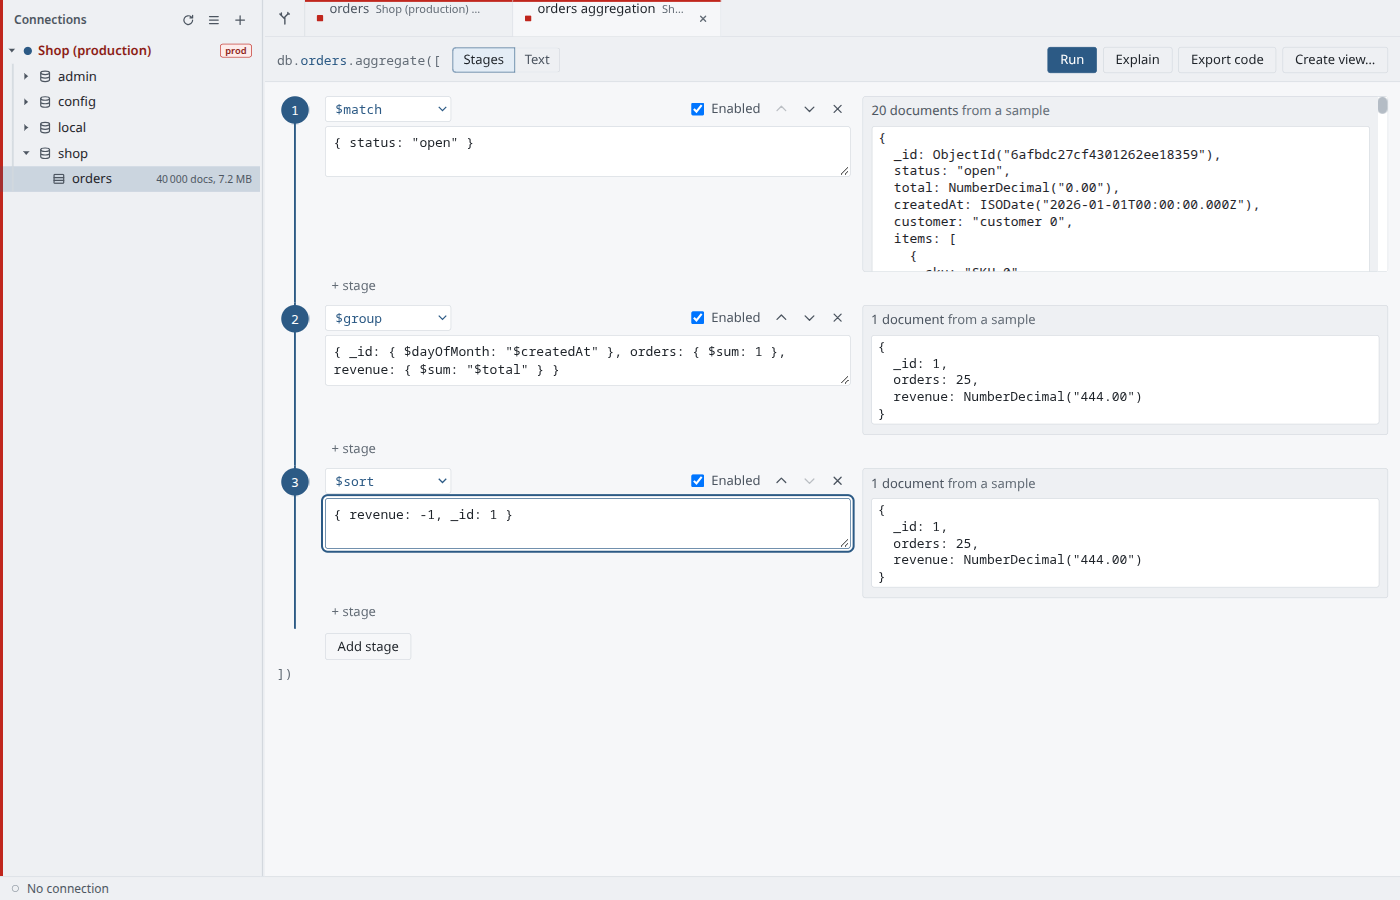 Connections
Shop (production) prod
admin
config
local
shop
orders 40 000 docs, 7.2 MB
orders Shop (production) ...
orders aggregation Sh...
db.orders.aggregate([ Stages Text Run Explain Export code Create view...
1 $match Enabled
{ status: "open" }
20 documents from a sample
{
_id: ObjectId("6afbdc27cf4301262ee18359"),
status: "open",
total: NumberDecimal("0.00"),
createdAt: ISODate("2026-01-01T00:00:00.000Z"),
customer: "customer 0",
items: [
{
sku: "SKU-0"
+ stage
2 $group Enabled
{ _id: { $dayOfMonth: "$createdAt" }, orders: { $sum: 1 },
revenue: { $sum: "$total" } }
1 document from a sample
{
_id: 1,
orders: 25,
revenue: NumberDecimal("444.00")
}
+ stage
3 $sort Enabled
{ revenue: -1, _id: 1 }
1 document from a sample
{
_id: 1,
orders: 25,
revenue: NumberDecimal("444.00")
}
+ stage
Add stage
])
No connection